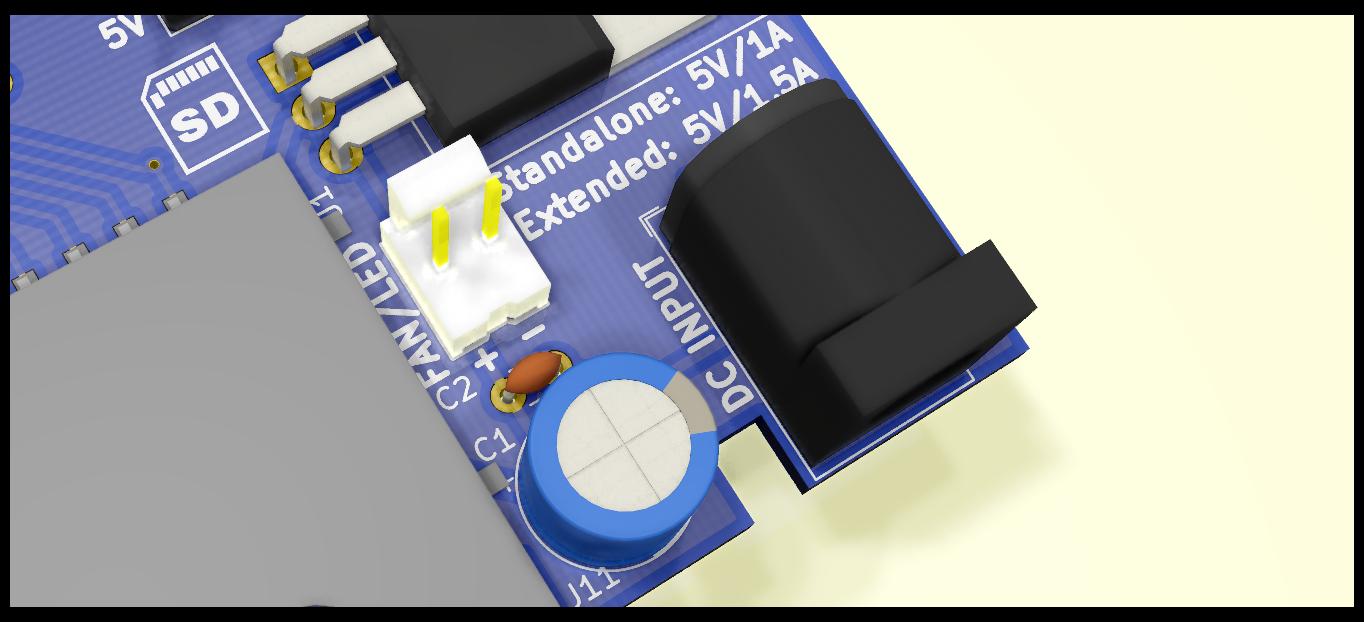 5V
SD
Standalone: 5V/1A
Extended: 5V/1.5A
J1
FAN/LED
+ -
DC INPUT
C2
C1
J11